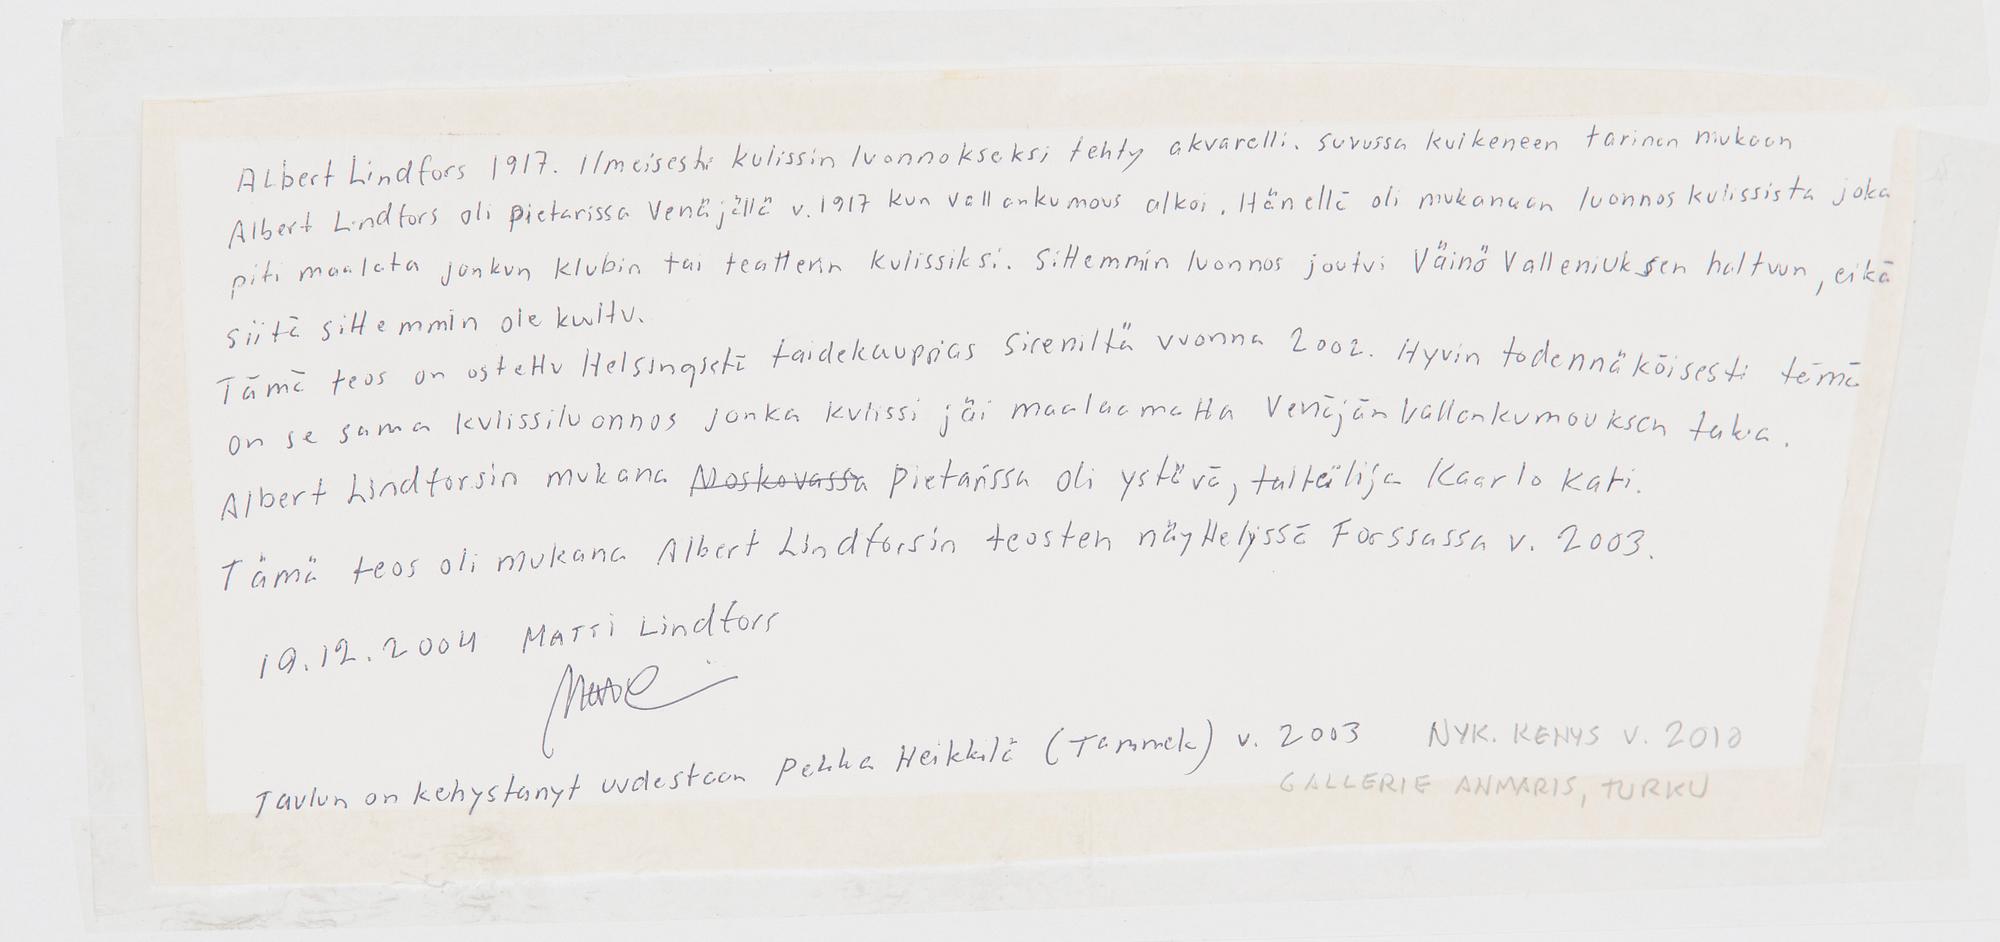 Albert Lindfors 1917. Ilmeisesti kulissin luonnokseksi tehty akvarelli. Suvussa kulkeneen tarinan mukaan
Albert Lindfors oli Pietarissa Venäjällä v. 1917 kun vallankumous alkoi. Hänellä oli mukanaan luonnos kulissista joka
piti maalata jonkun klubin tai teatterin kulissiksi. Sittemmin luonnos joutui Väinö Valleniuksen haltuun, eikä
siitä sittemmin ole kuultu.
Tämä teos on ostettu Helsingistä taidekauppias Sireniltä vuonna 2002. Hyvin todennäköisesti tämä
on se sama kulissiluonnos jonka kulissi jäi maalaamatta Venäjän vallankumouksen takia.
Albert Lindforsin mukana Moskovassa Pietarissa oli ystävä, taiteilija Kaarlo Kari.
Tämä teos oli mukana Albert Lindforsin teosten näyttelyssä Forssassa v. 2003.
19.12.2004 Matti Lindfors
Taulun on kehystanyt uudestaan Pekka Heikkilä (Tammek) v. 2003 NYK. KEHYS V. 2010
GALLERIE ANMARIS, TURKU